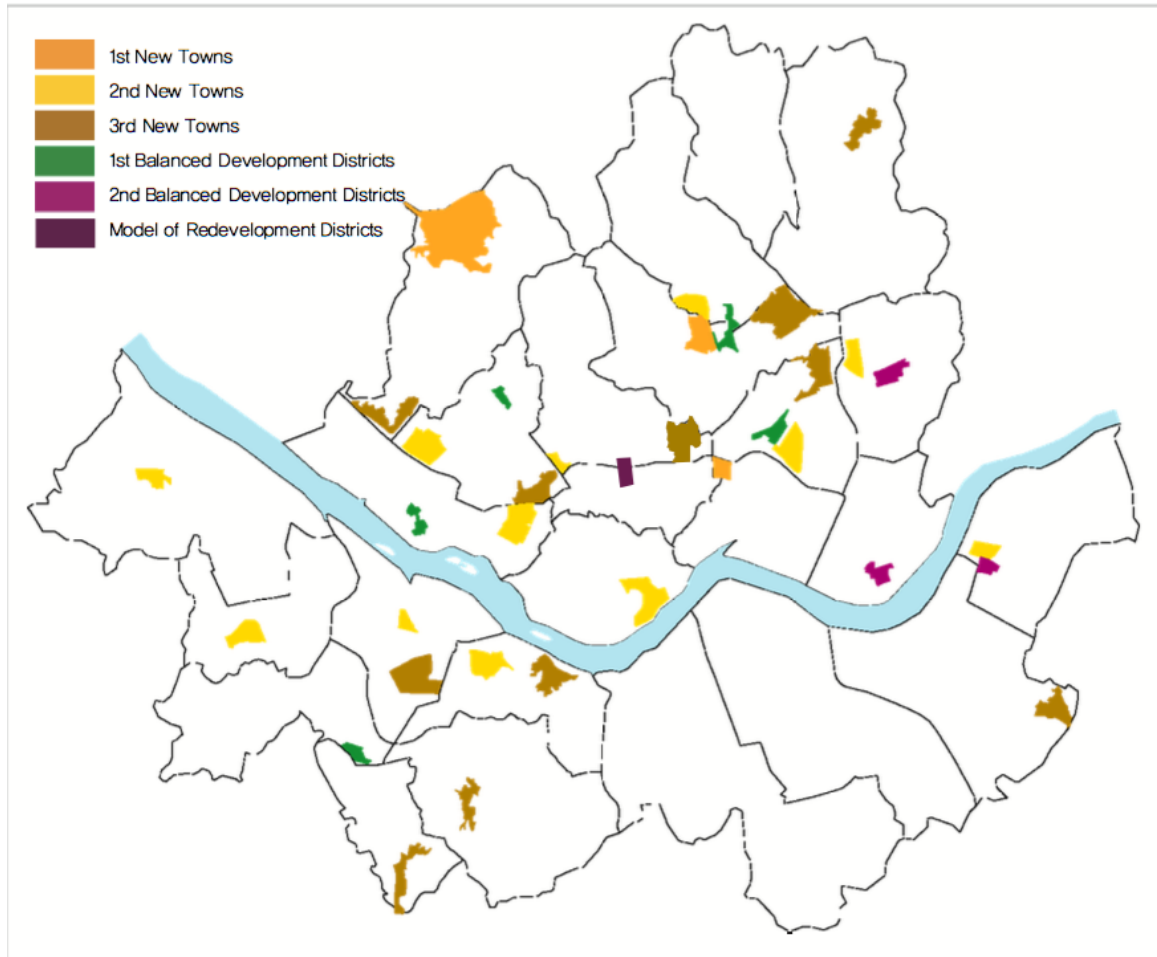 1st New Towns
2nd New Towns
3rd New Towns
1st Balanced Development Districts
2nd Balanced Development Districts
Model of Redevelopment Districts